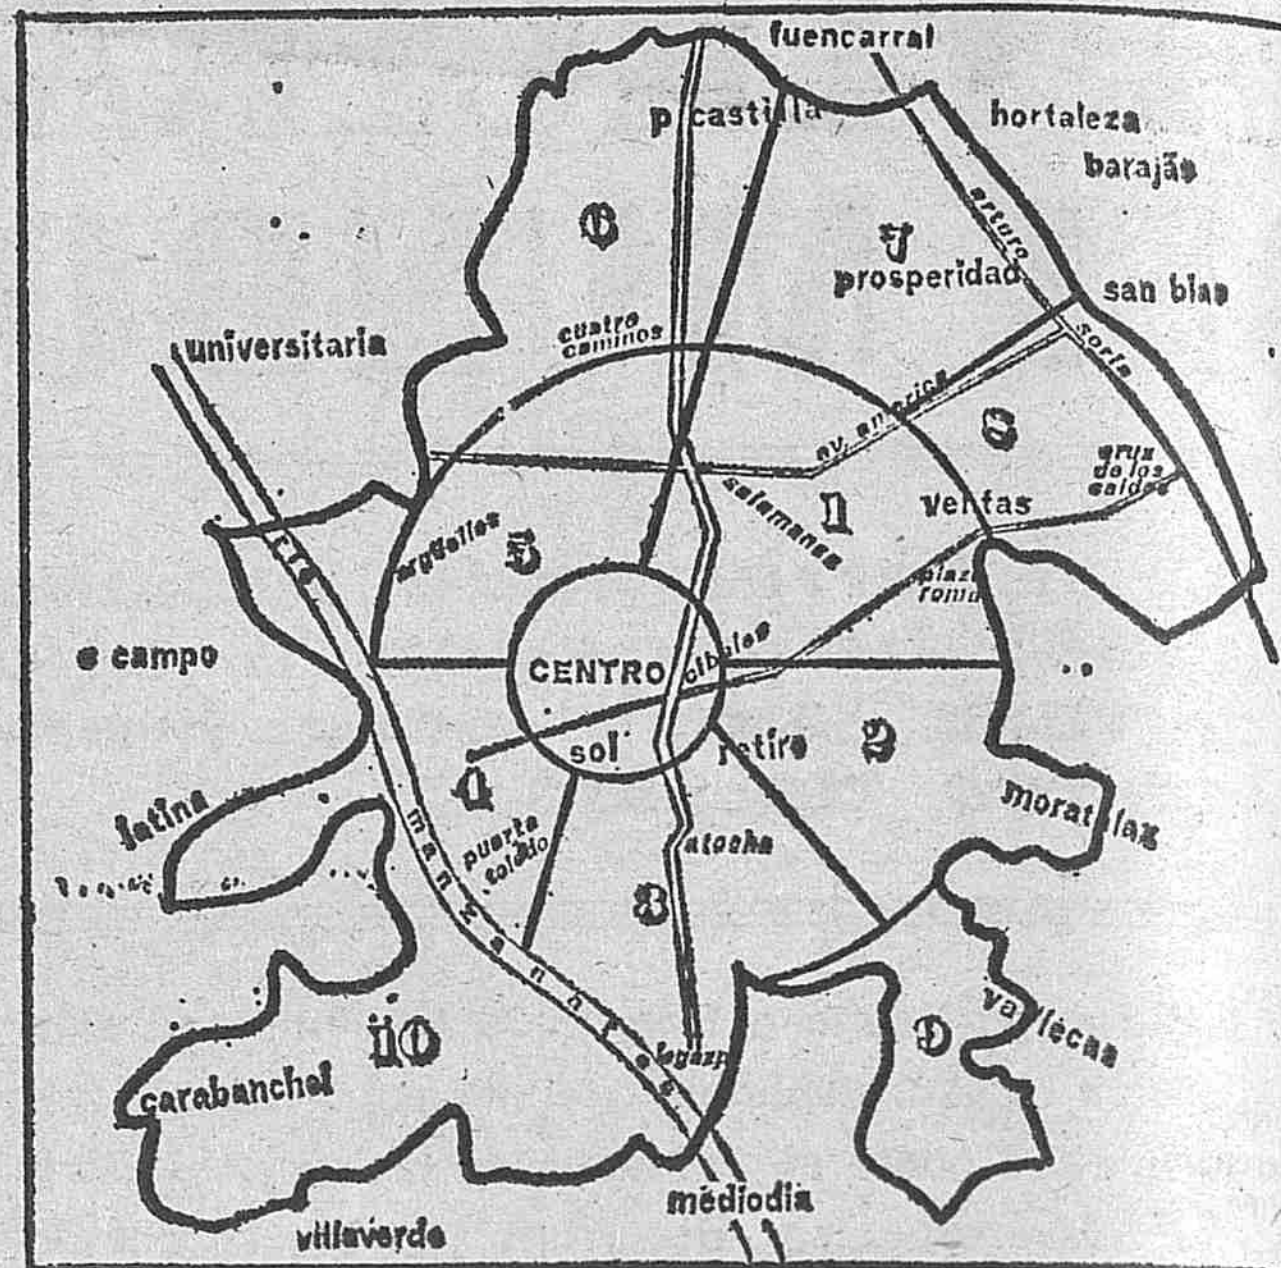 fuencarral
p castilla
hortaleza
barajas
6
7
arturo
soria
prosperidad
san blas
cuatro
caminos
universitaria
av. america
8
cruz
de los
caidos
salamanca
1
ventas
arguelles
5
rio
plaza
roma
e campo
CENTRO
cibeles
sol
retiro
2
4
latina
moratalaz
puerta
toledo
atocha
manzanares
3
vallecas
9
10
legazpi
carabanchel
mediodia
villaverde